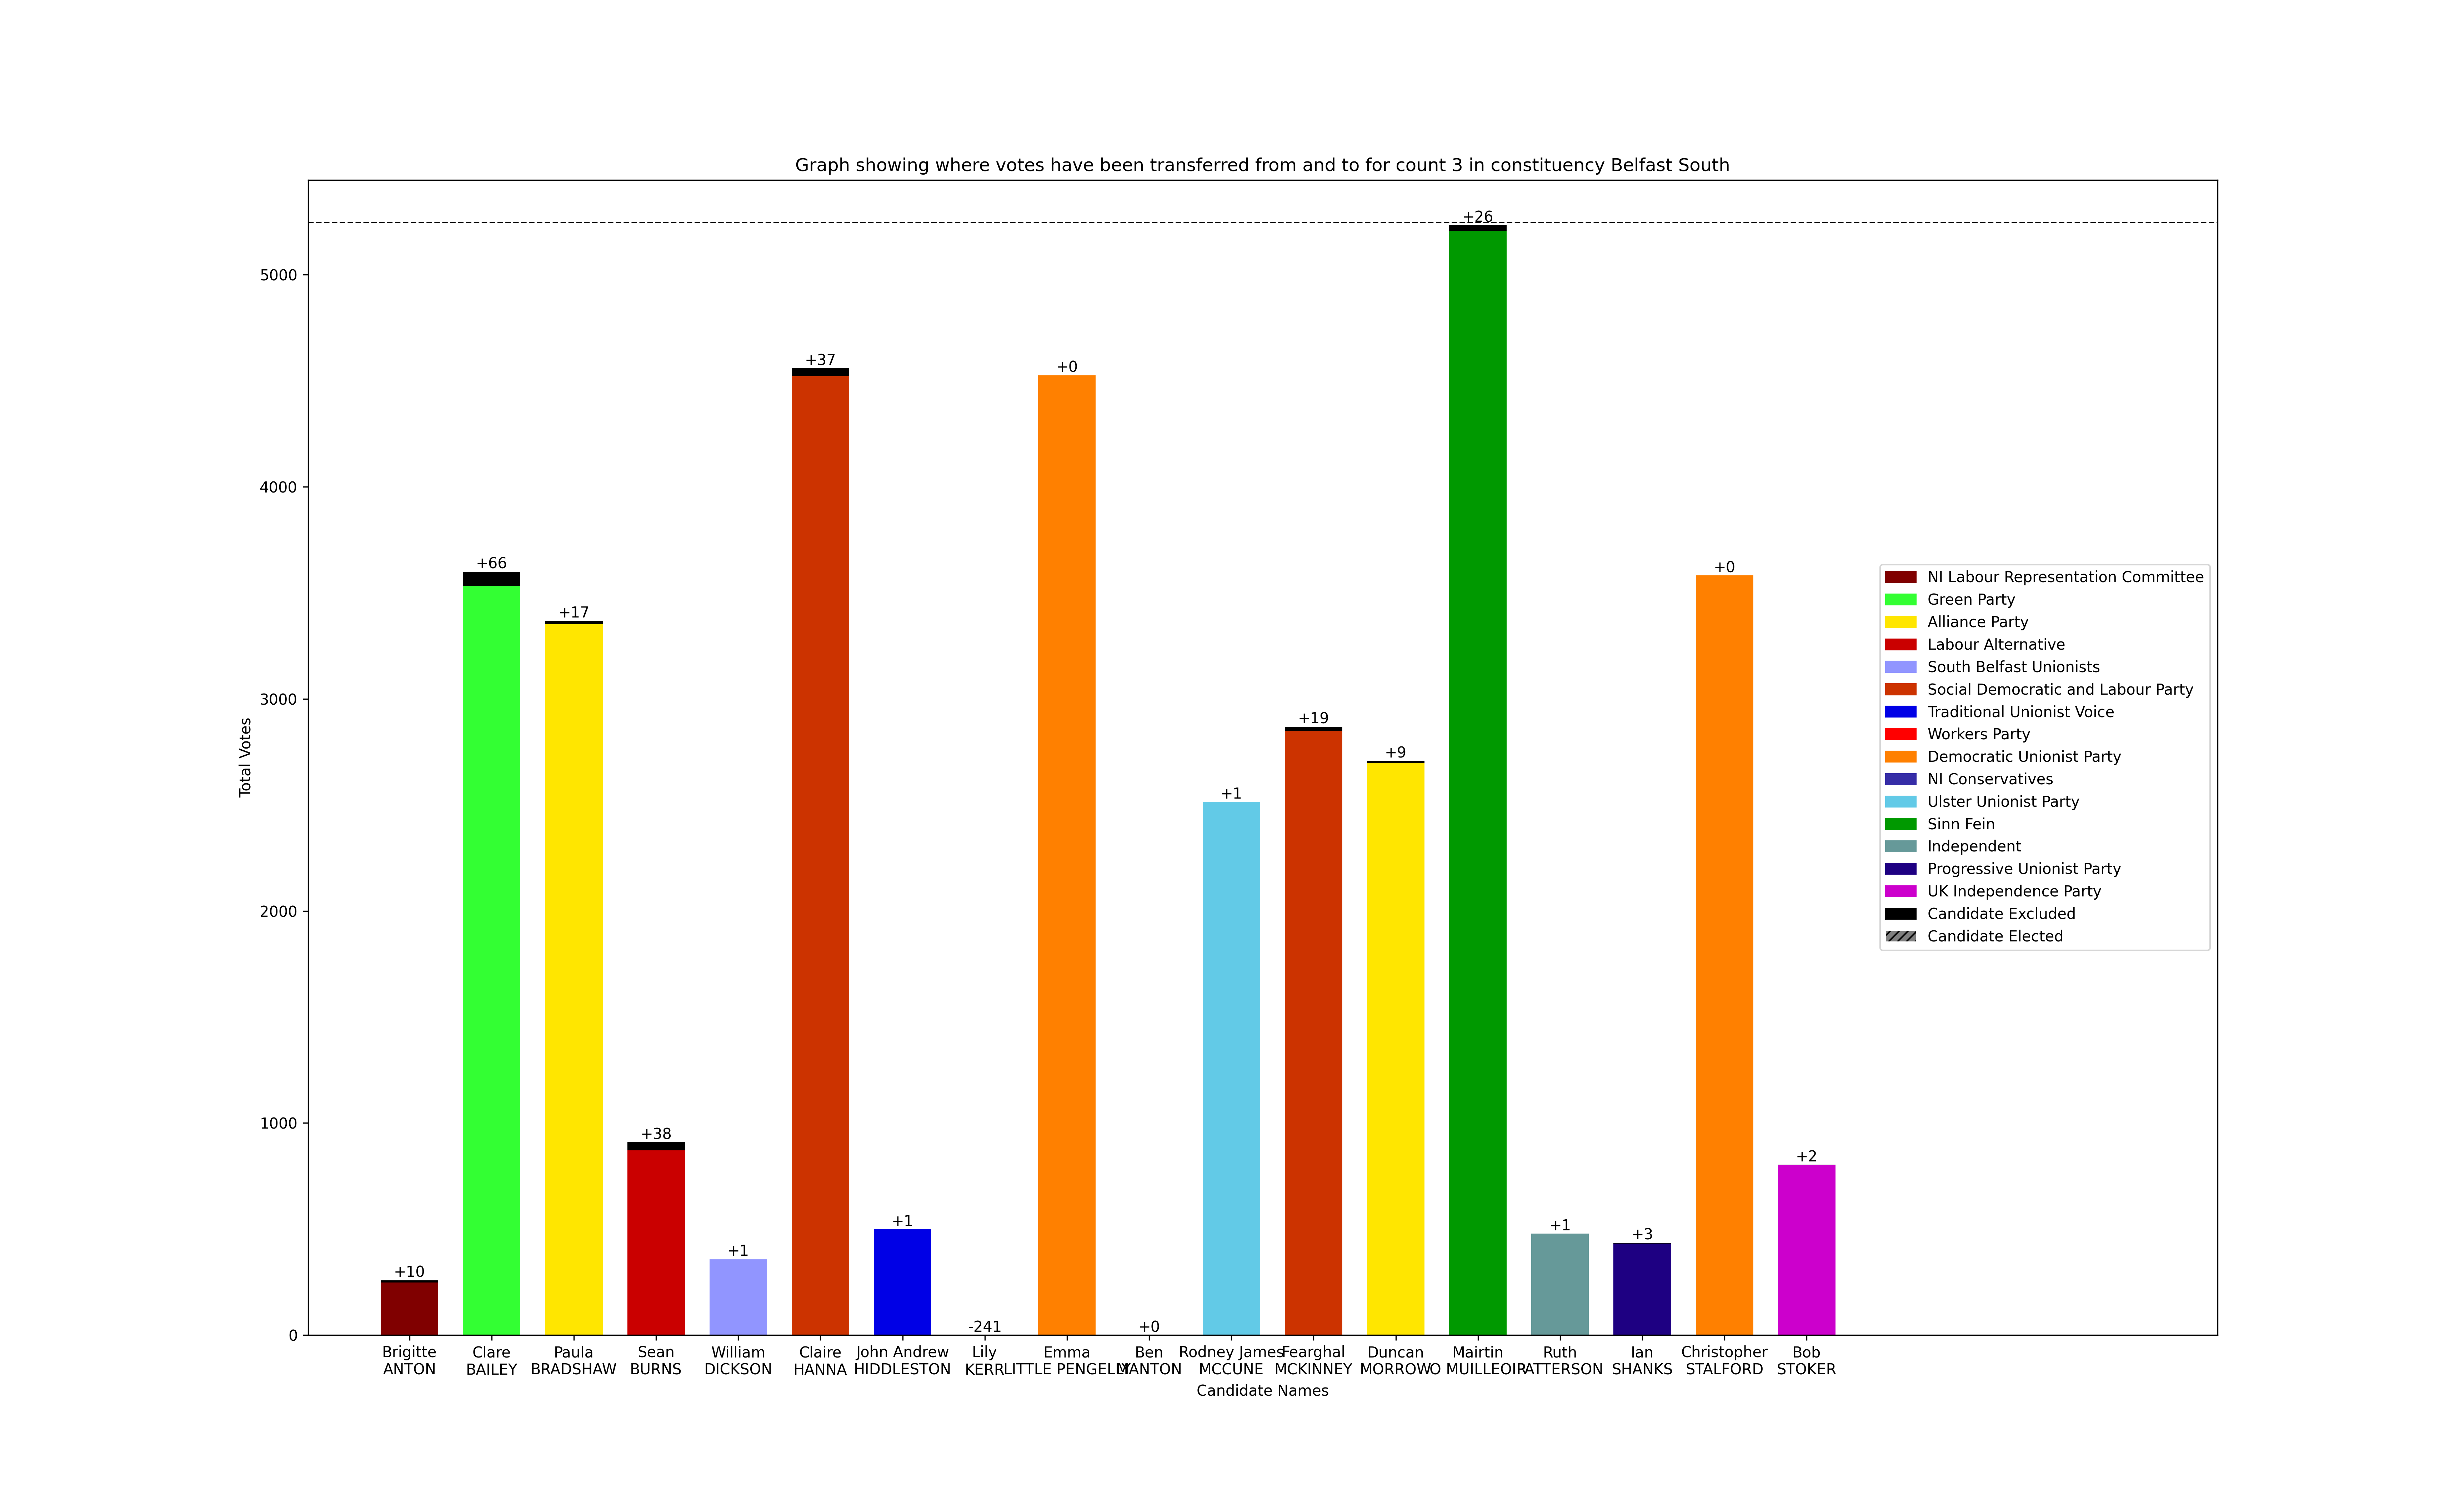 Graph showing where votes have been transferred from and to for count 3 in constituency Belfast South
Total Votes
5000
4000
3000
2000
1000
0
+10
+66
+17
+38
+1
+37
+1
-241
+0
+0
+1
+19
+9
+26
+1
+3
+0
+2
Brigitte
ANTON
Clare
BAILEY
Paula
BRADSHAW
Sean
BURNS
William
DICKSON
Claire
HANNA
John Andrew
HIDDLESTON
Lily
KERR
Emma
LITTLE PENGELLY
Ben
MANTON
Rodney James
MCCUNE
Fearghal
MCKINNEY
Duncan
MORROW
Mairtin
O MUILLEOIR
Ruth
PATTERSON
Ian
SHANKS
Christopher
STALFORD
Bob
STOKER
Candidate Names
NI Labour Representation Committee
Green Party
Alliance Party
Labour Alternative
South Belfast Unionists
Social Democratic and Labour Party
Traditional Unionist Voice
Workers Party
Democratic Unionist Party
NI Conservatives
Ulster Unionist Party
Sinn Fein
Independent
Progressive Unionist Party
UK Independence Party
Candidate Excluded
Candidate Elected